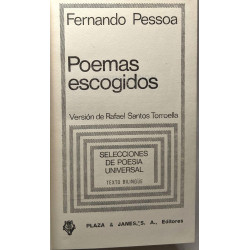 Fernando Pessoa
Poemas
escogidos
Versión de Rafael Santos Torroella
SELECCIONES
DE POESIA
UNIVERSAL
TEXTO BILINGÜE
PLAZA & JANES, S. A., Editores